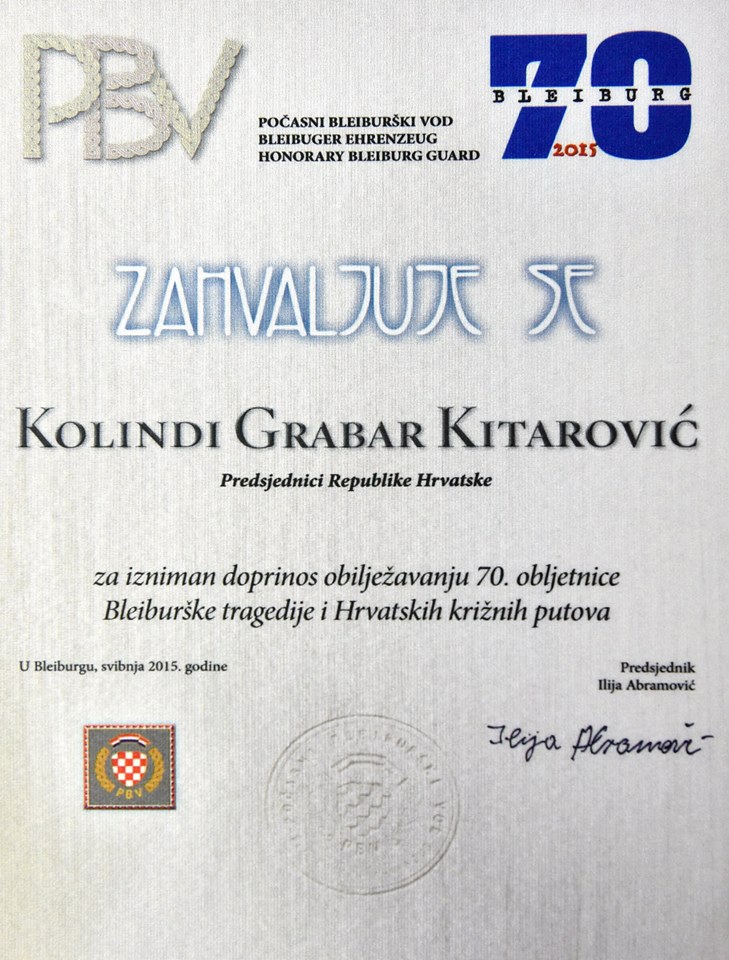 PBV
POČASNI BLEIBURŠKI VOD
BLEIBUGER EHRENZEUG
HONORARY BLEIBURG GUARD
70
BLEIBURG
2015
ZAHVALJUJE SE
KOLINDI GRABAR KITAROVIĆ
Predsjednici Republike Hrvatske
za izniman doprinos obilježavanju 70. obljetnice
Bleiburške tragedije i Hrvatskih križnih putova
U Bleiburgu, svibnja 2015. godine
Predsjednik
Ilija Abramović
Ilija Abramović
PBV